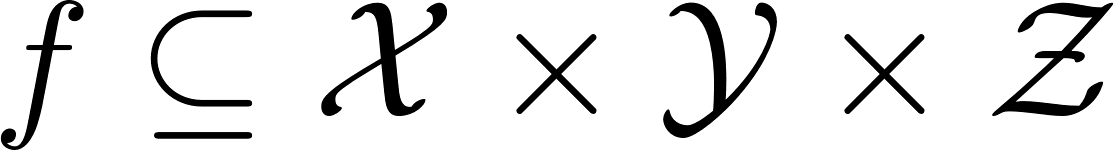 f ⊆ 𝒳 × 𝒴 × 𝒵